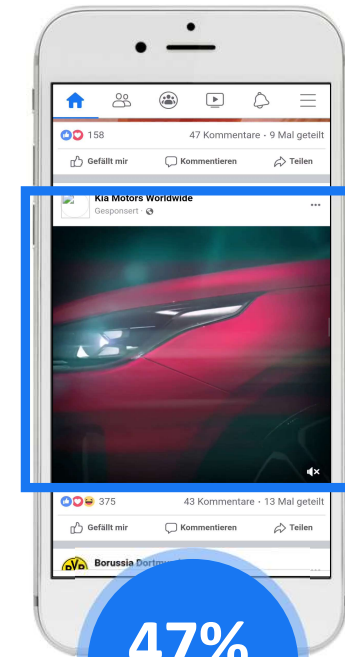 158 47 Kommentare · 9 Mal geteilt
Gefällt mir Kommentieren Teilen
Kia Motors Worldwide
Gesponsert ·
375 43 Kommentare · 13 Mal geteilt
Gefällt mir Kommentieren Teilen
BVB Borussia
47%